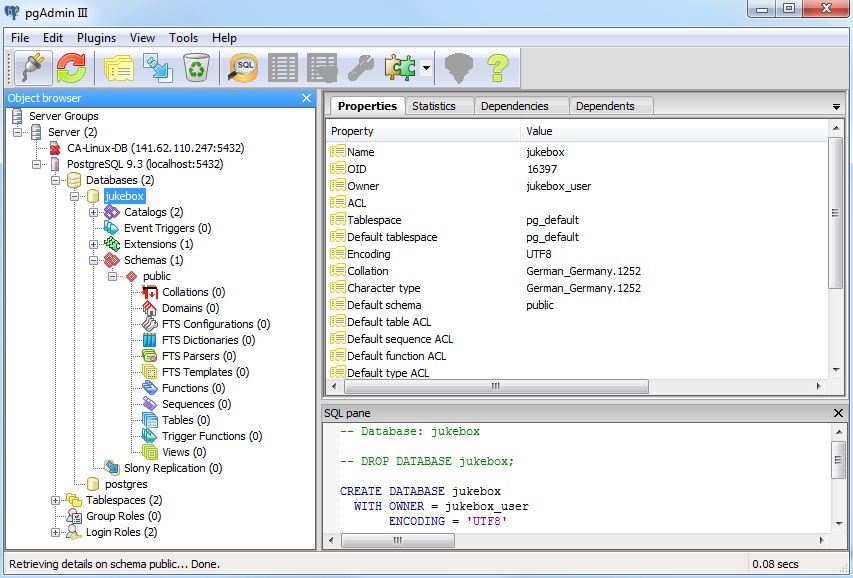 pgAdmin III
File Edit Plugins View Tools Help
SQL
Object browser
Server Groups
Server (2)
CA-Linux-DB (141.62.110.247:5432)
PostgreSQL 9.3 (localhost:5432)
Databases (2)
jukebox
Catalogs (2)
Event Triggers (0)
Extensions (1)
Schemas (1)
public
Collations (0)
Domains (0)
FTS Configurations (0)
FTS Dictionaries (0)
FTS Parsers (0)
FTS Templates (0)
Functions (0)
Sequences (0)
Tables (0)
Trigger Functions (0)
Views (0)
Slony Replication (0)
postgres
Tablespaces (2)
Group Roles (0)
Login Roles (2)
Properties Statistics Dependencies Dependents
Property Value
Name jukebox
OID 16397
Owner jukebox_user
ACL
Tablespace pg_default
Default tablespace pg_default
Encoding UTF8
Collation German_Germany.1252
Character type German_Germany.1252
Default schema public
Default table ACL
Default sequence ACL
Default function ACL
Default type ACL
SQL pane
-- Database: jukebox
-- DROP DATABASE jukebox;
CREATE DATABASE jukebox
WITH OWNER = jukebox_user
ENCODING = 'UTF8'
Retrieving details on schema public... Done. 0.08 secs